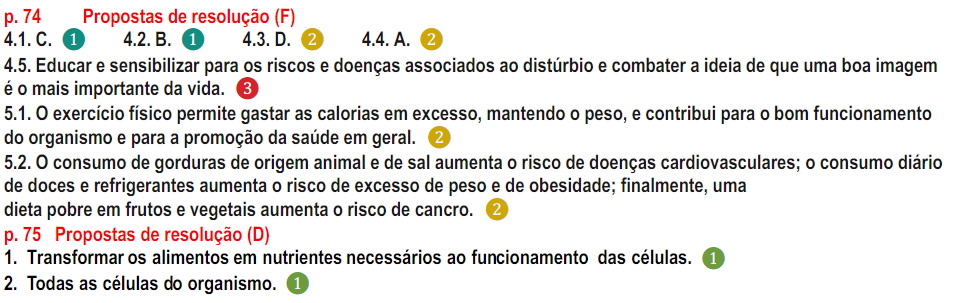 p. 74 Propostas de resolução (F)
4.1. C. 1 4.2. B. 1 4.3. D. 2 4.4. A. 2
4.5. Educar e sensibilizar para os riscos e doenças associados ao distúrbio e combater a ideia de que uma boa imagem
é o mais importante da vida. 3
5.1. O exercício físico permite gastar as calorias em excesso, mantendo o peso, e contribui para o bom funcionamento
do organismo e para a promoção da saúde em geral. 2
5.2. O consumo de gorduras de origem animal e de sal aumenta o risco de doenças cardiovasculares; o consumo diário
de doces e refrigerantes aumenta o risco de excesso de peso e de obesidade; finalmente, uma
dieta pobre em frutos e vegetais aumenta o risco de cancro. 2
p. 75 Propostas de resolução (D)
1. Transformar os alimentos em nutrientes necessários ao funcionamento das células. 1
2. Todas as células do organismo. 1